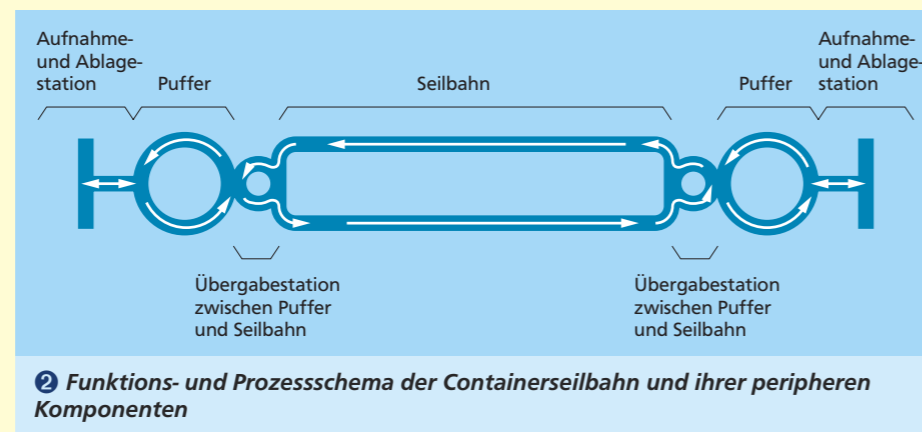 Aufnahme-
und Ablage-
station
Puffer
Seilbahn
Puffer
Aufnahme-
und Ablage-
station
Übergabestation
zwischen Puffer
und Seilbahn
Übergabestation
zwischen Puffer
und Seilbahn
❷ Funktions- und Prozessschema der Containerseilbahn und ihrer peripheren
Komponenten